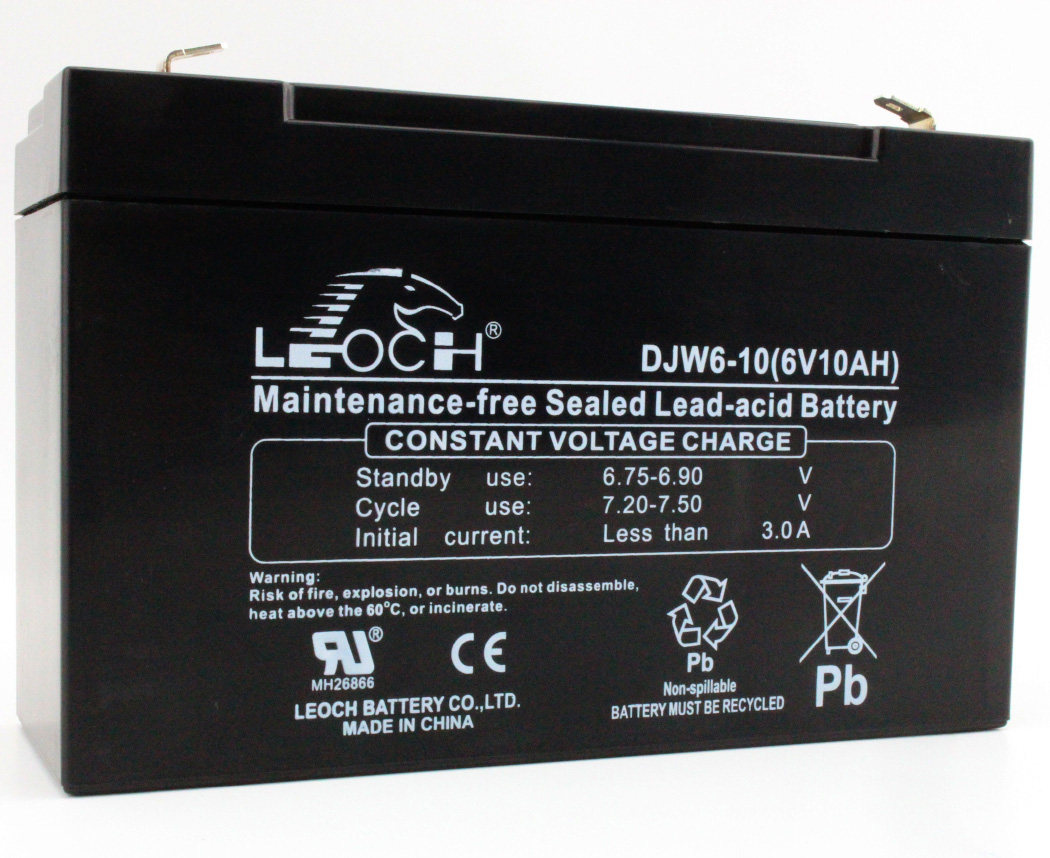 LEOCH®
DJW6-10(6V10AH)
Maintenance-free Sealed Lead-acid Battery
CONSTANT VOLTAGE CHARGE
Standby use: 6.75-6.90 V
Cycle use: 7.20-7.50 V
Initial current: Less than 3.0A
Warning:
Risk of fire, explosion, or burns. Do not disassemble,
heat above the 60°C, or incinerate.
RU®
MH26866
CE
LEOCH BATTERY CO.,LTD.
MADE IN CHINA
Pb
Non-spillable
BATTERY MUST BE RECYCLED
Pb